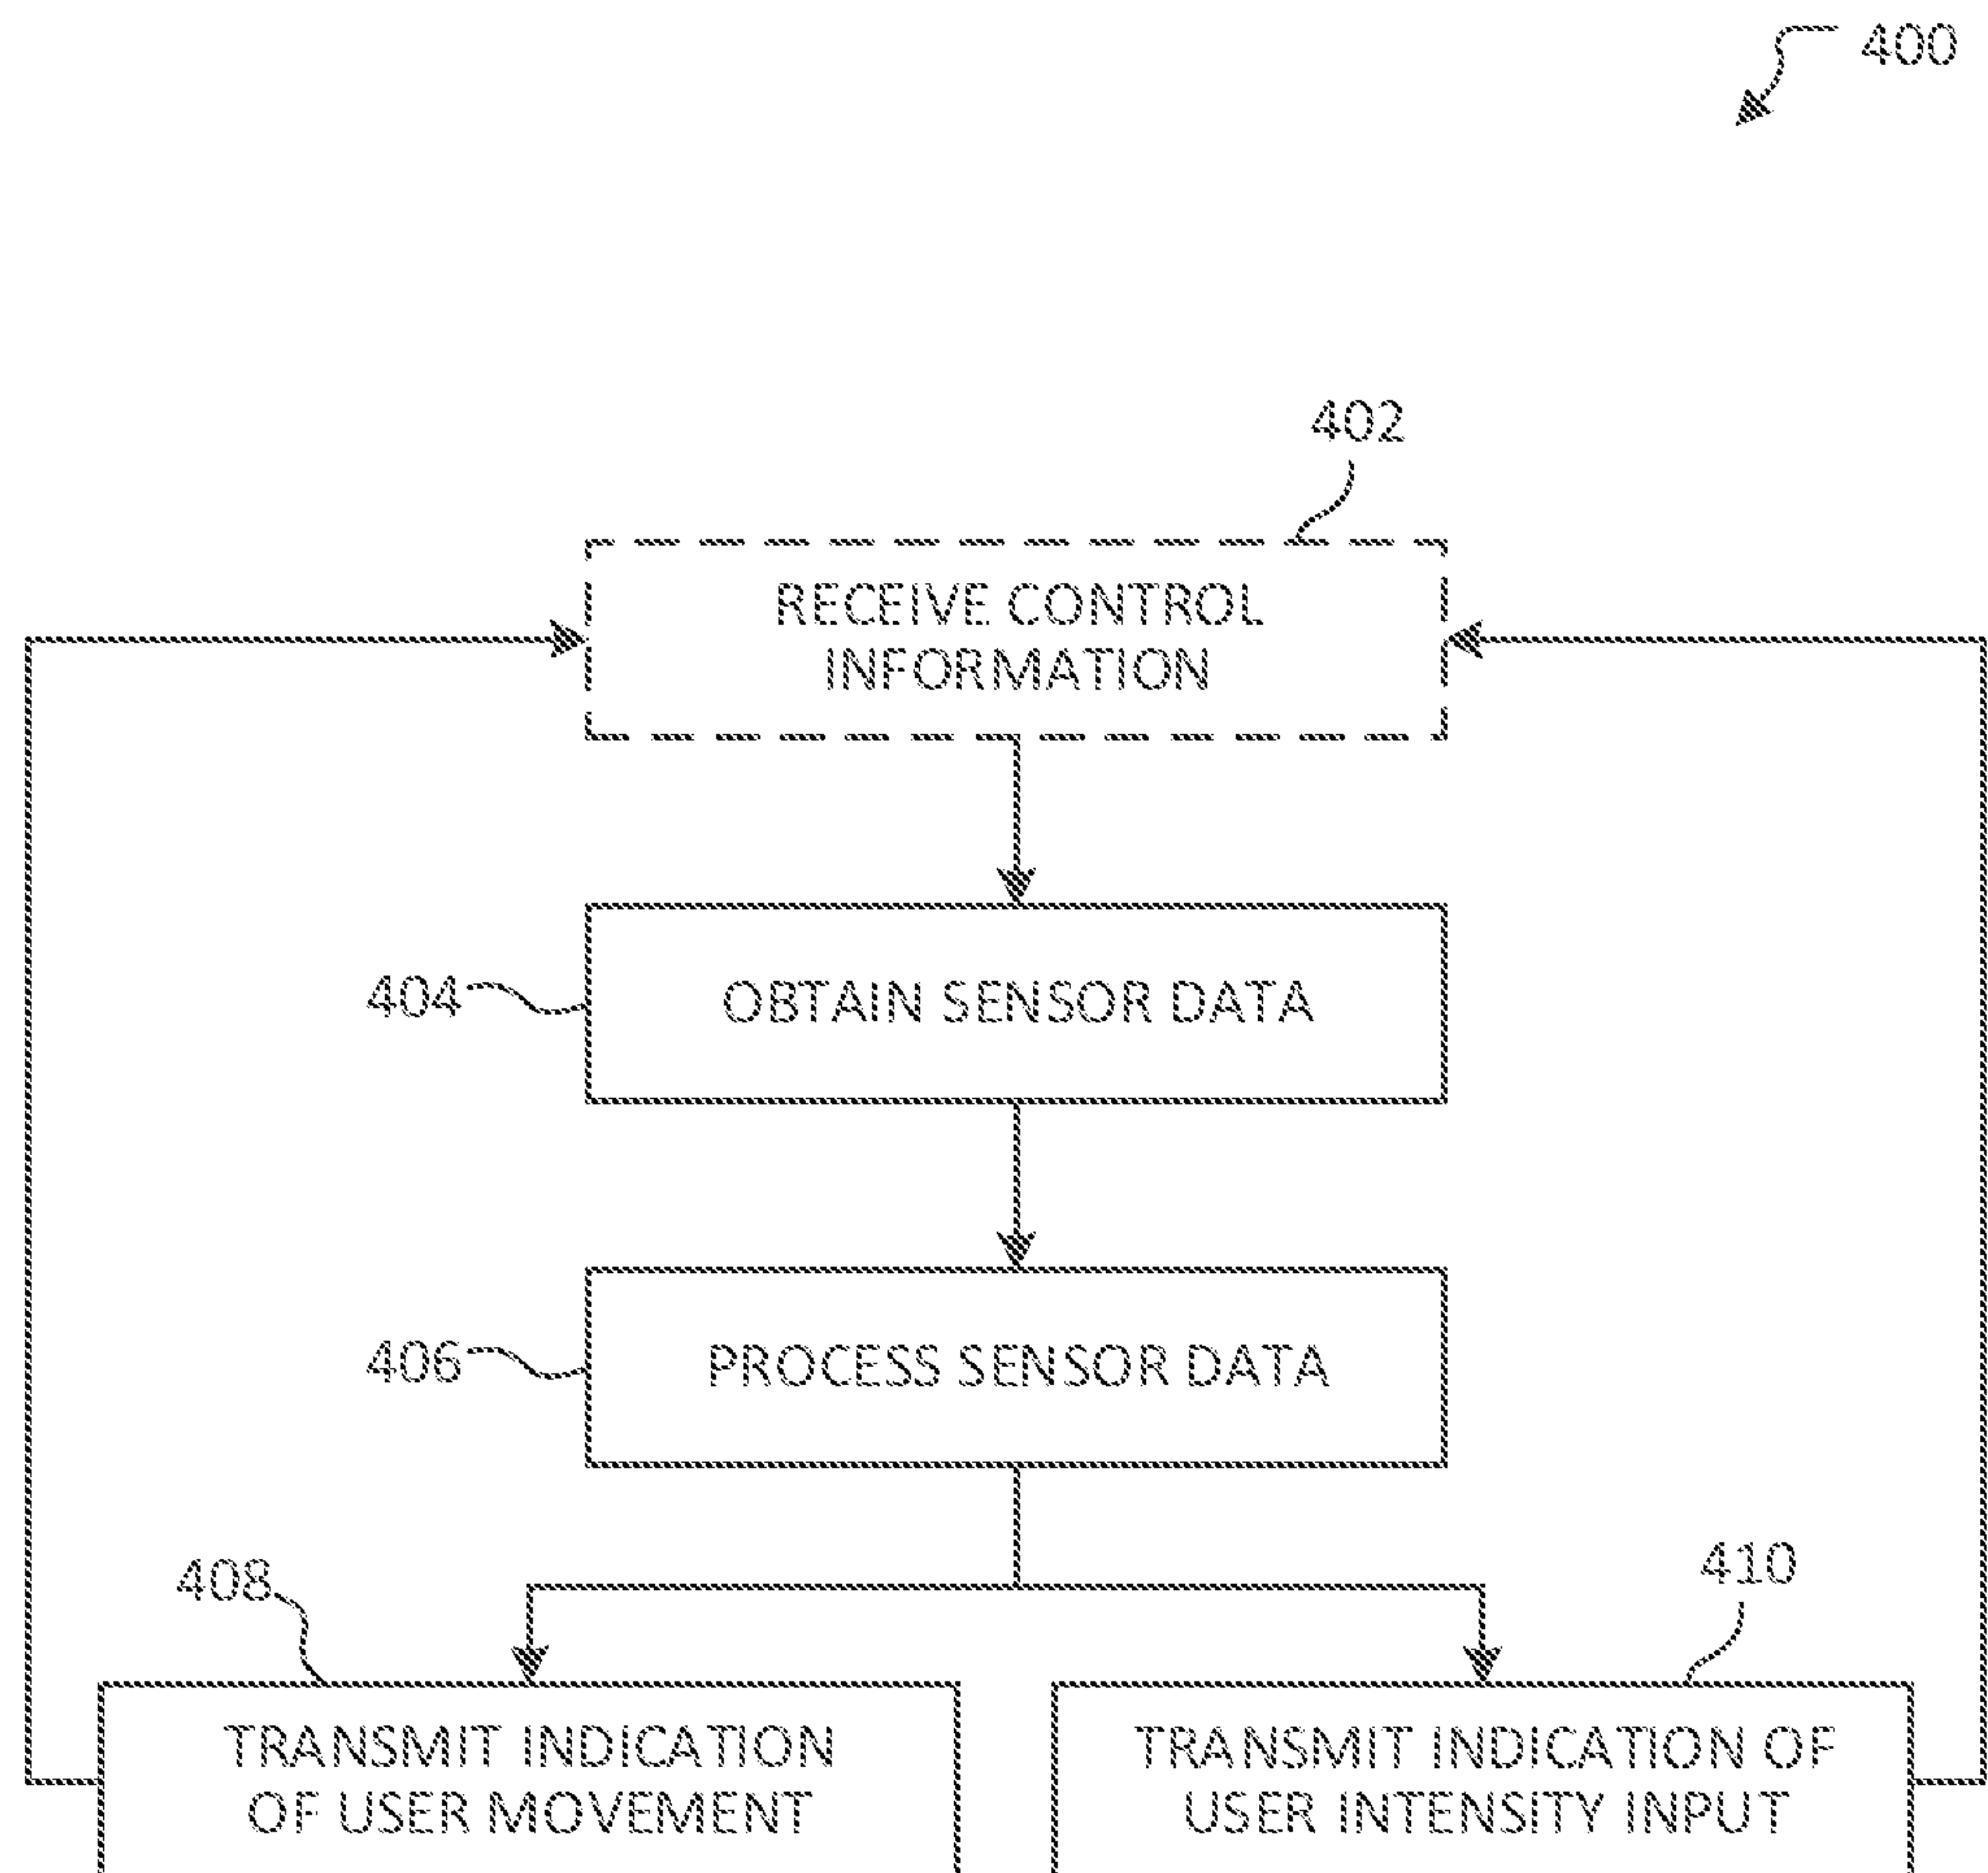 400
402
RECEIVE CONTROL
INFORMATION
404
OBTAIN SENSOR DATA
406
PROCESS SENSOR DATA
408
410
TRANSMIT INDICATION
OF USER MOVEMENT
TRANSMIT INDICATION OF
USER INTENSITY INPUT